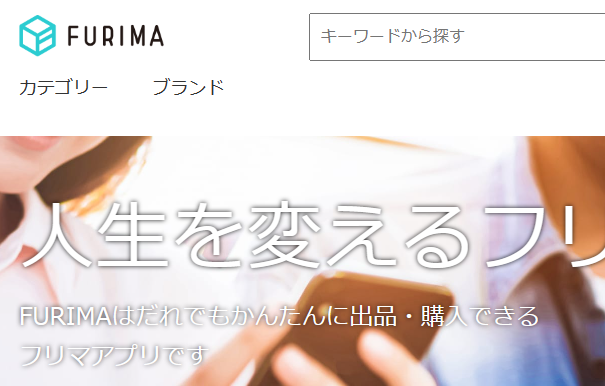 FURIMA
キーワードから探す
カテゴリー
ブランド
人生を変えるフリ
FURIMAはだれでもかんたんに出品・購入できる
フリマアプリです